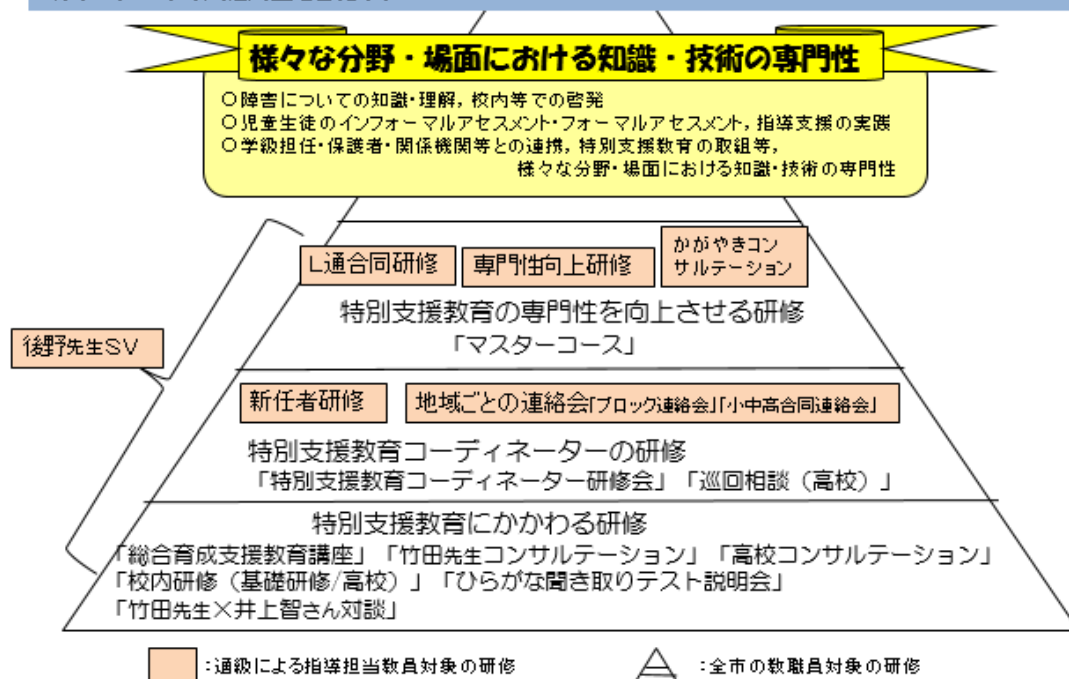 様々な分野・場面における知識・技術の専門性
○障害についての知識・理解，校内等での啓発
○児童生徒のインフォーマルアセスメント・フォーマルアセスメント，指導支援の実践
○学級担任・保護者・関係機関等との連携，特別支援教育の取組等，
様々な分野・場面における知識・技術の専門性
L通合同研修
専門性向上研修
かがやきコン
サルテーション
特別支援教育の専門性を向上させる研修
「マスターコース」
後野先生SV
新任者研修
地域ごとの連絡会「ブロック連絡会」「小中高合同連絡会」
特別支援教育コーディネーターの研修
「特別支援教育コーディネーター研修会」「巡回相談（高校）」
特別支援教育にかかわる研修
「総合育成支援教育講座」「竹田先生コンサルテーション」「高校コンサルテーション」
「校内研修（基礎研修/高校）」「ひらがな聞き取りテスト説明会」
「竹田先生×井上智さん対談」
：通級による指導担当教員対象の研修
：全市の教職員対象の研修